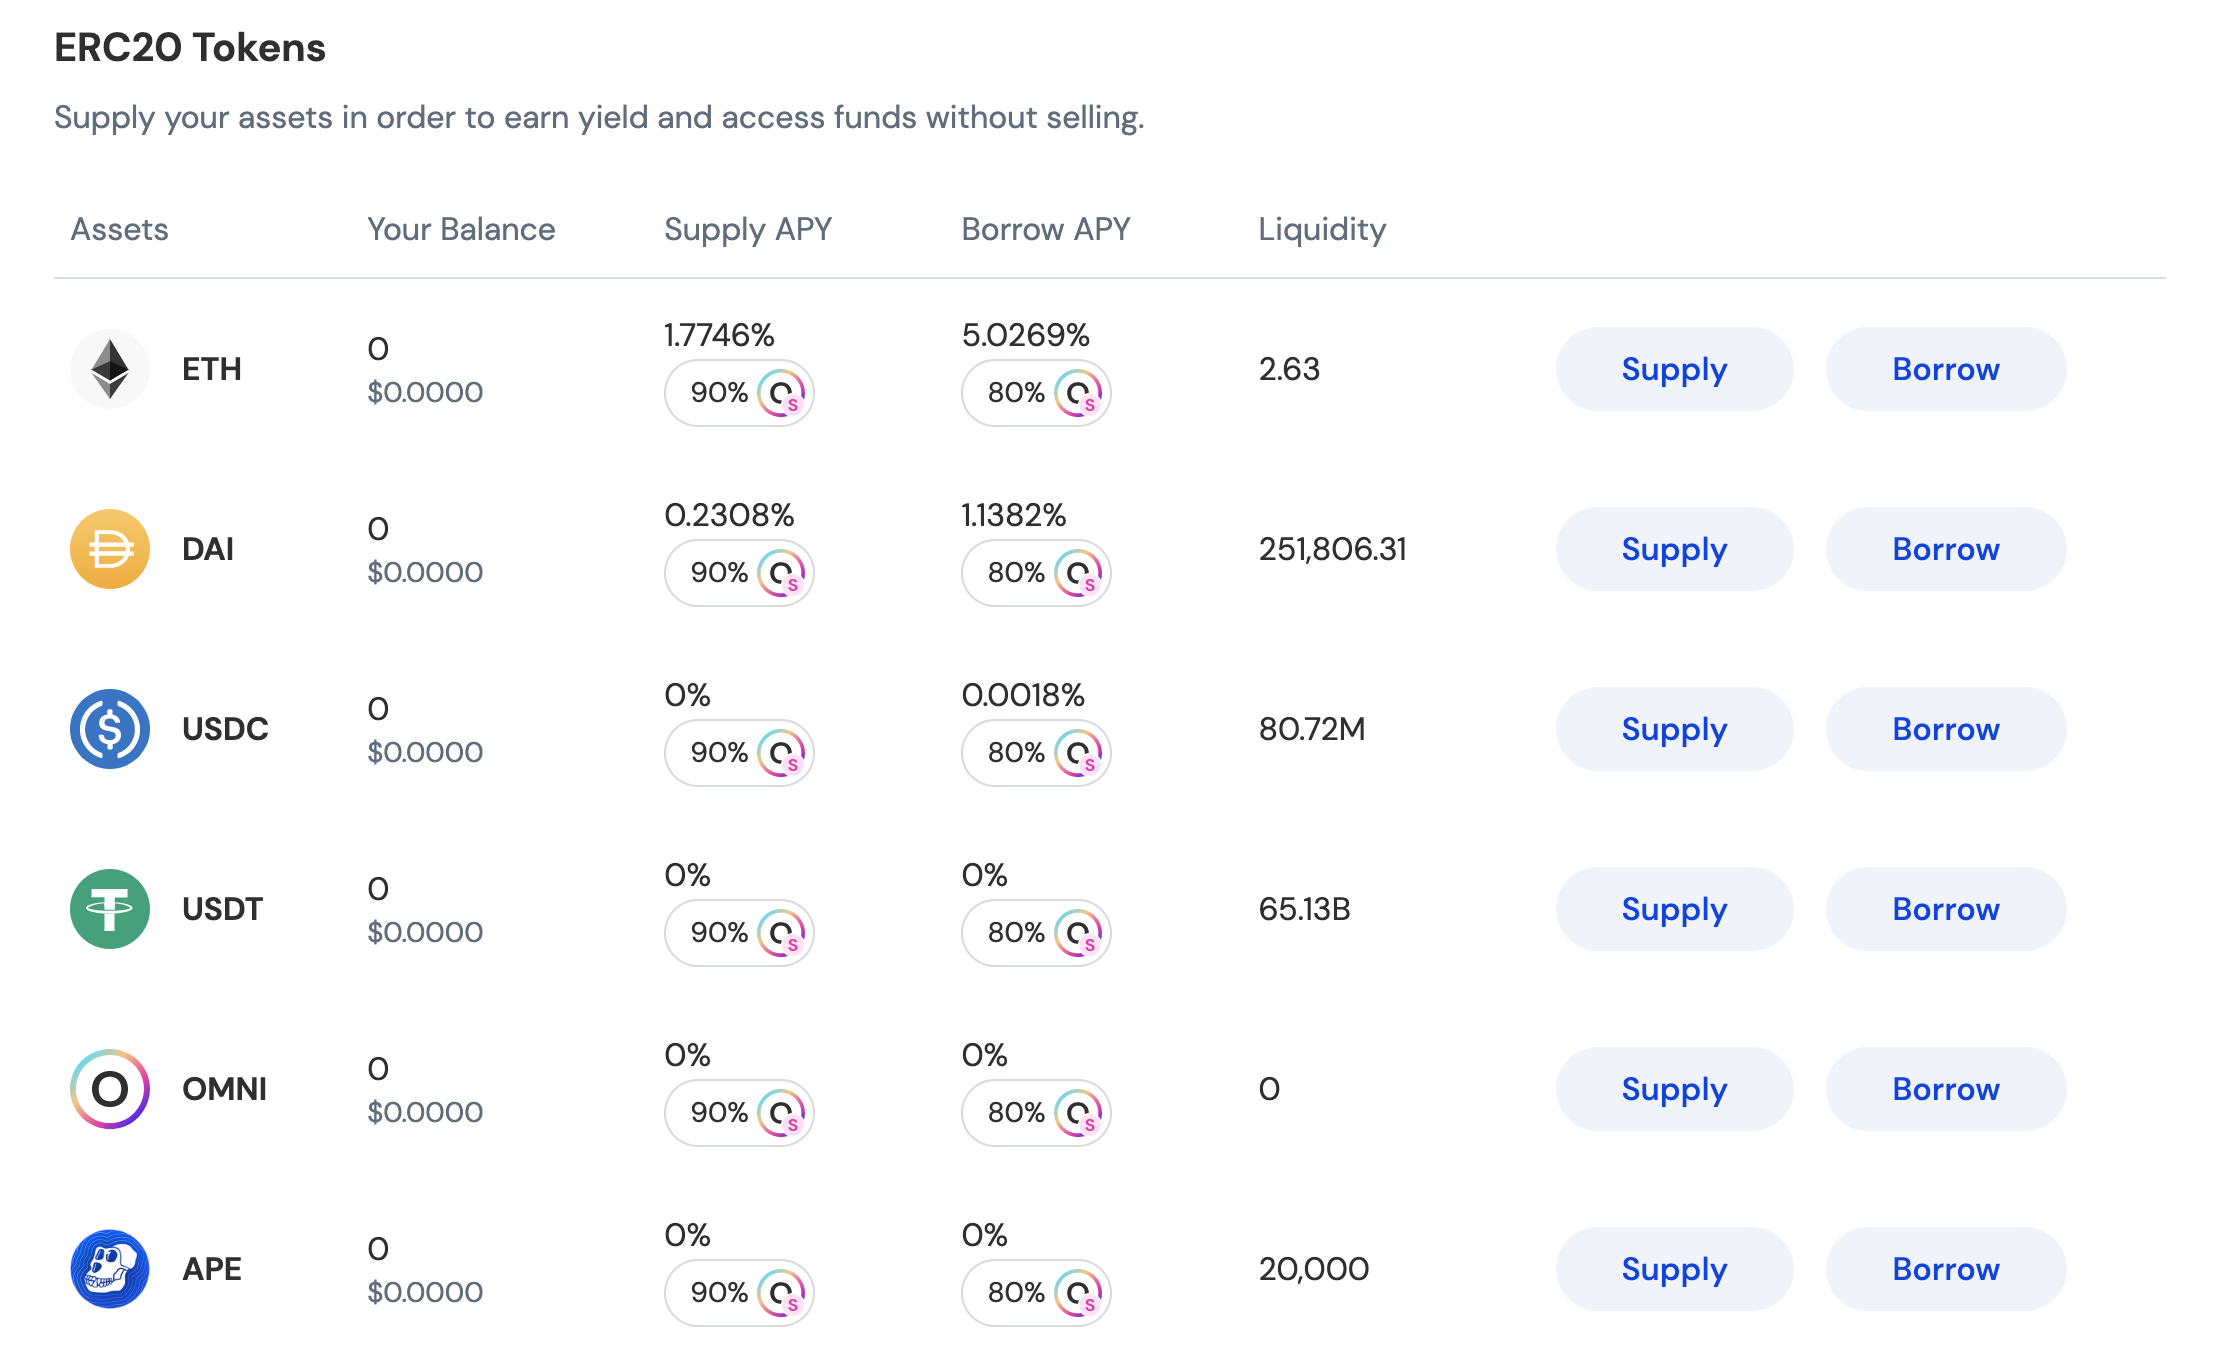 ERC20 Tokens
Supply your assets in order to earn yield and access funds without selling.
Assets Your Balance Supply APY Borrow APY Liquidity
ETH 0 $0.0000 1.7746% 90% O S 5.0269% 80% O S 2.63 Supply Borrow
DAI 0 $0.0000 0.2308% 90% O S 1.1382% 80% O S 251,806.31 Supply Borrow
USDC 0 $0.0000 0% 90% O S 0.0018% 80% O S 80.72M Supply Borrow
USDT 0 $0.0000 0% 90% O S 0% 80% O S 65.13B Supply Borrow
O OMNI 0 $0.0000 0% 90% O S 0% 80% O S 0 Supply Borrow
APE 0 $0.0000 0% 90% O S 0% 80% O S 20,000 Supply Borrow